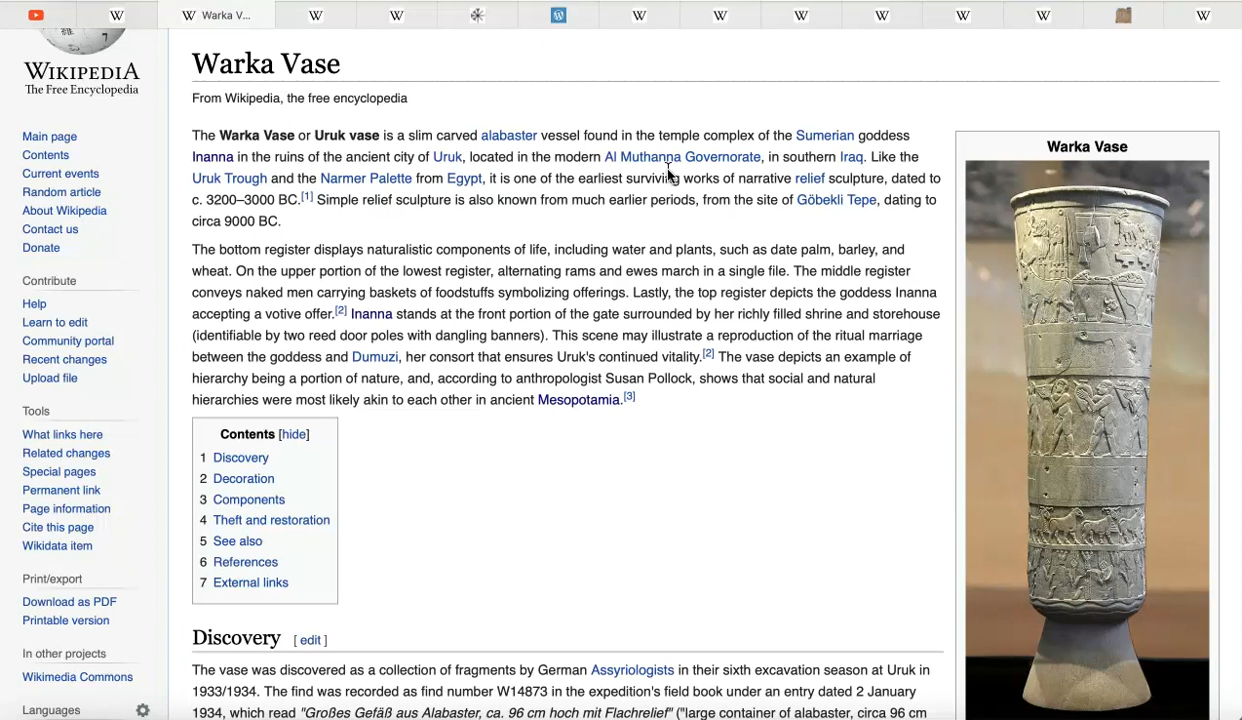 Warka V...
WIKIPEDIA
The Free Encyclopedia
Main page
Contents
Current events
Random article
About Wikipedia
Contact us
Donate
Contribute
Help
Learn to edit
Community portal
Recent changes
Upload file
Tools
What links here
Related changes
Special pages
Permanent link
Page information
Cite this page
Wikidata item
Print/export
Download as PDF
Printable version
In other projects
Wikimedia Commons
Languages
Warka Vase
From Wikipedia, the free encyclopedia
The Warka Vase or Uruk vase is a slim carved alabaster vessel found in the temple complex of the Sumerian goddess
Inanna in the ruins of the ancient city of Uruk, located in the modern Al Muthanna Governorate, in southern Iraq. Like the
Uruk Trough and the Narmer Palette from Egypt, it is one of the earliest surviving works of narrative relief sculpture, dated to
c. 3200–3000 BC.[1] Simple relief sculpture is also known from much earlier periods, from the site of Göbekli Tepe, dating to
circa 9000 BC.
The bottom register displays naturalistic components of life, including water and plants, such as date palm, barley, and
wheat. On the upper portion of the lowest register, alternating rams and ewes march in a single file. The middle register
conveys naked men carrying baskets of foodstuffs symbolizing offerings. Lastly, the top register depicts the goddess Inanna
accepting a votive offer.[2] Inanna stands at the front portion of the gate surrounded by her richly filled shrine and storehouse
(identifiable by two reed door poles with dangling banners). This scene may illustrate a reproduction of the ritual marriage
between the goddess and Dumuzi, her consort that ensures Uruk's continued vitality.[2] The vase depicts an example of
hierarchy being a portion of nature, and, according to anthropologist Susan Pollock, shows that social and natural
hierarchies were most likely akin to each other in ancient Mesopotamia.[3]
Contents [hide]
1 Discovery
2 Decoration
3 Components
4 Theft and restoration
5 See also
6 References
7 External links
Discovery [ edit ]
The vase was discovered as a collection of fragments by German Assyriologists in their sixth excavation season at Uruk in
1933/1934. The find was recorded as find number W14873 in the expedition's field book under an entry dated 2 January
1934, which read "Großes Gefäß aus Alabaster, ca. 96 cm hoch mit Flachrelief" ("large container of alabaster, circa 96 cm
Warka Vase